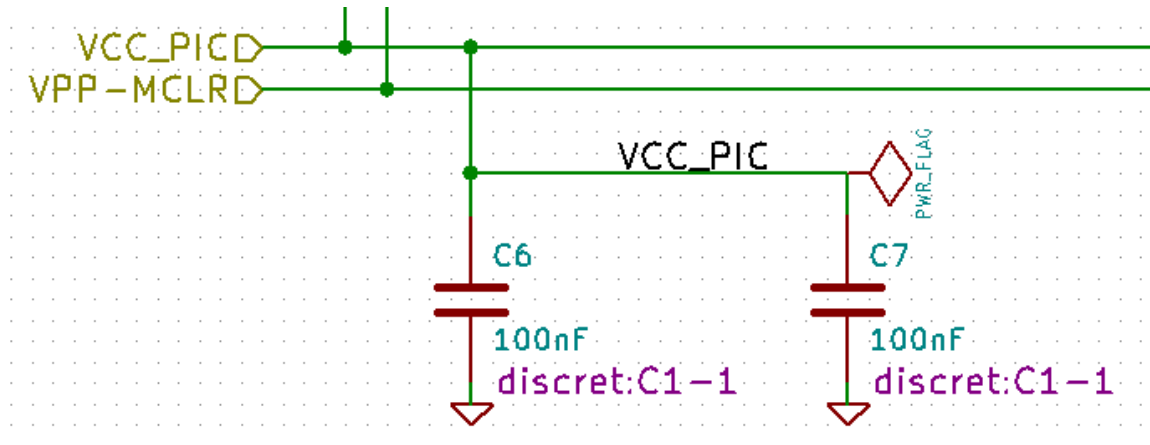 VCC_PIC
VPP-MCLR
VCC_PIC
PWR_FLAG
C6
100nF
discret:C1-1
C7
100nF
discret:C1-1